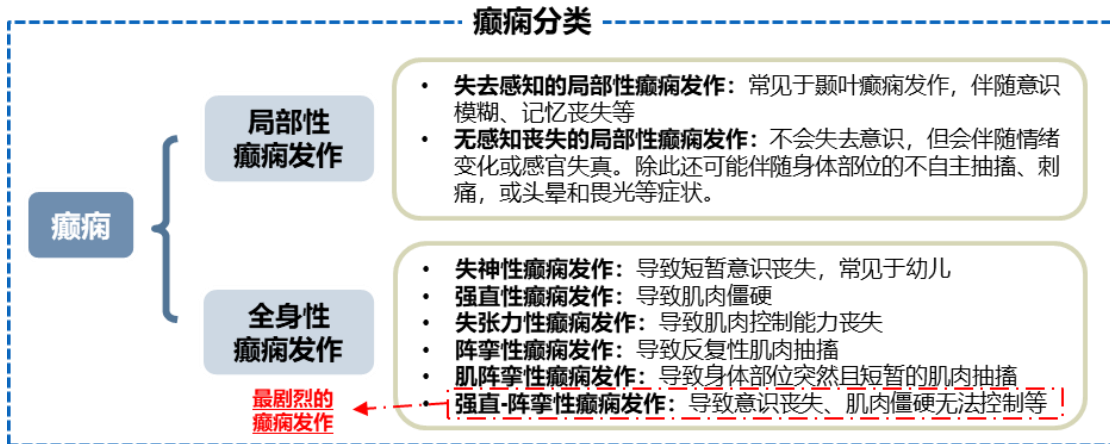 癫痫分类
癫痫
局部性
癫痫发作
• 失去感知的局部性癫痫发作：常见于颞叶癫痫发作，伴随意识
模糊、记忆丧失等
• 无感知丧失的局部性癫痫发作：不会失去意识，但会伴随情绪
变化或感官失真。除此还可能伴随身体部位的不自主抽搐、刺
痛，或头晕和畏光等症状。
全身性
癫痫发作
• 失神性癫痫发作：导致短暂意识丧失，常见于幼儿
• 强直性癫痫发作：导致肌肉僵硬
• 失张力性癫痫发作：导致肌肉控制能力丧失
• 阵挛性癫痫发作：导致反复性肌肉抽搐
• 肌阵挛性癫痫发作：导致身体部位突然且短暂的肌肉抽搐
• 强直-阵挛性癫痫发作：导致意识丧失、肌肉僵硬无法控制等
最剧烈的
癫痫发作